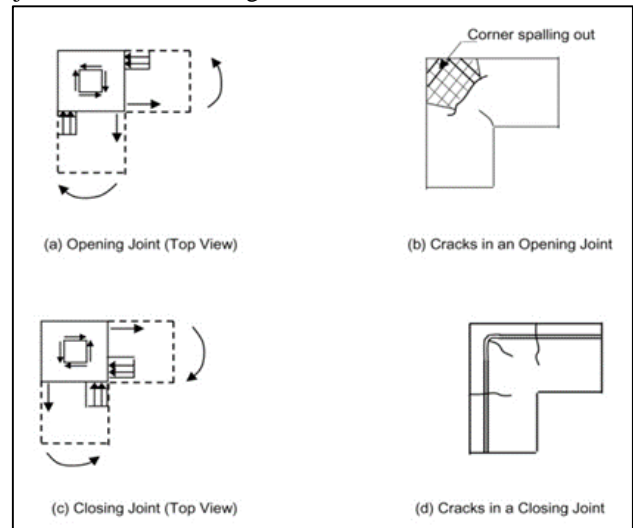 Corner spalling out
(a) Opening Joint (Top View)
(b) Cracks in an Opening Joint
(c) Closing Joint (Top View)
(d) Cracks in a Closing Joint